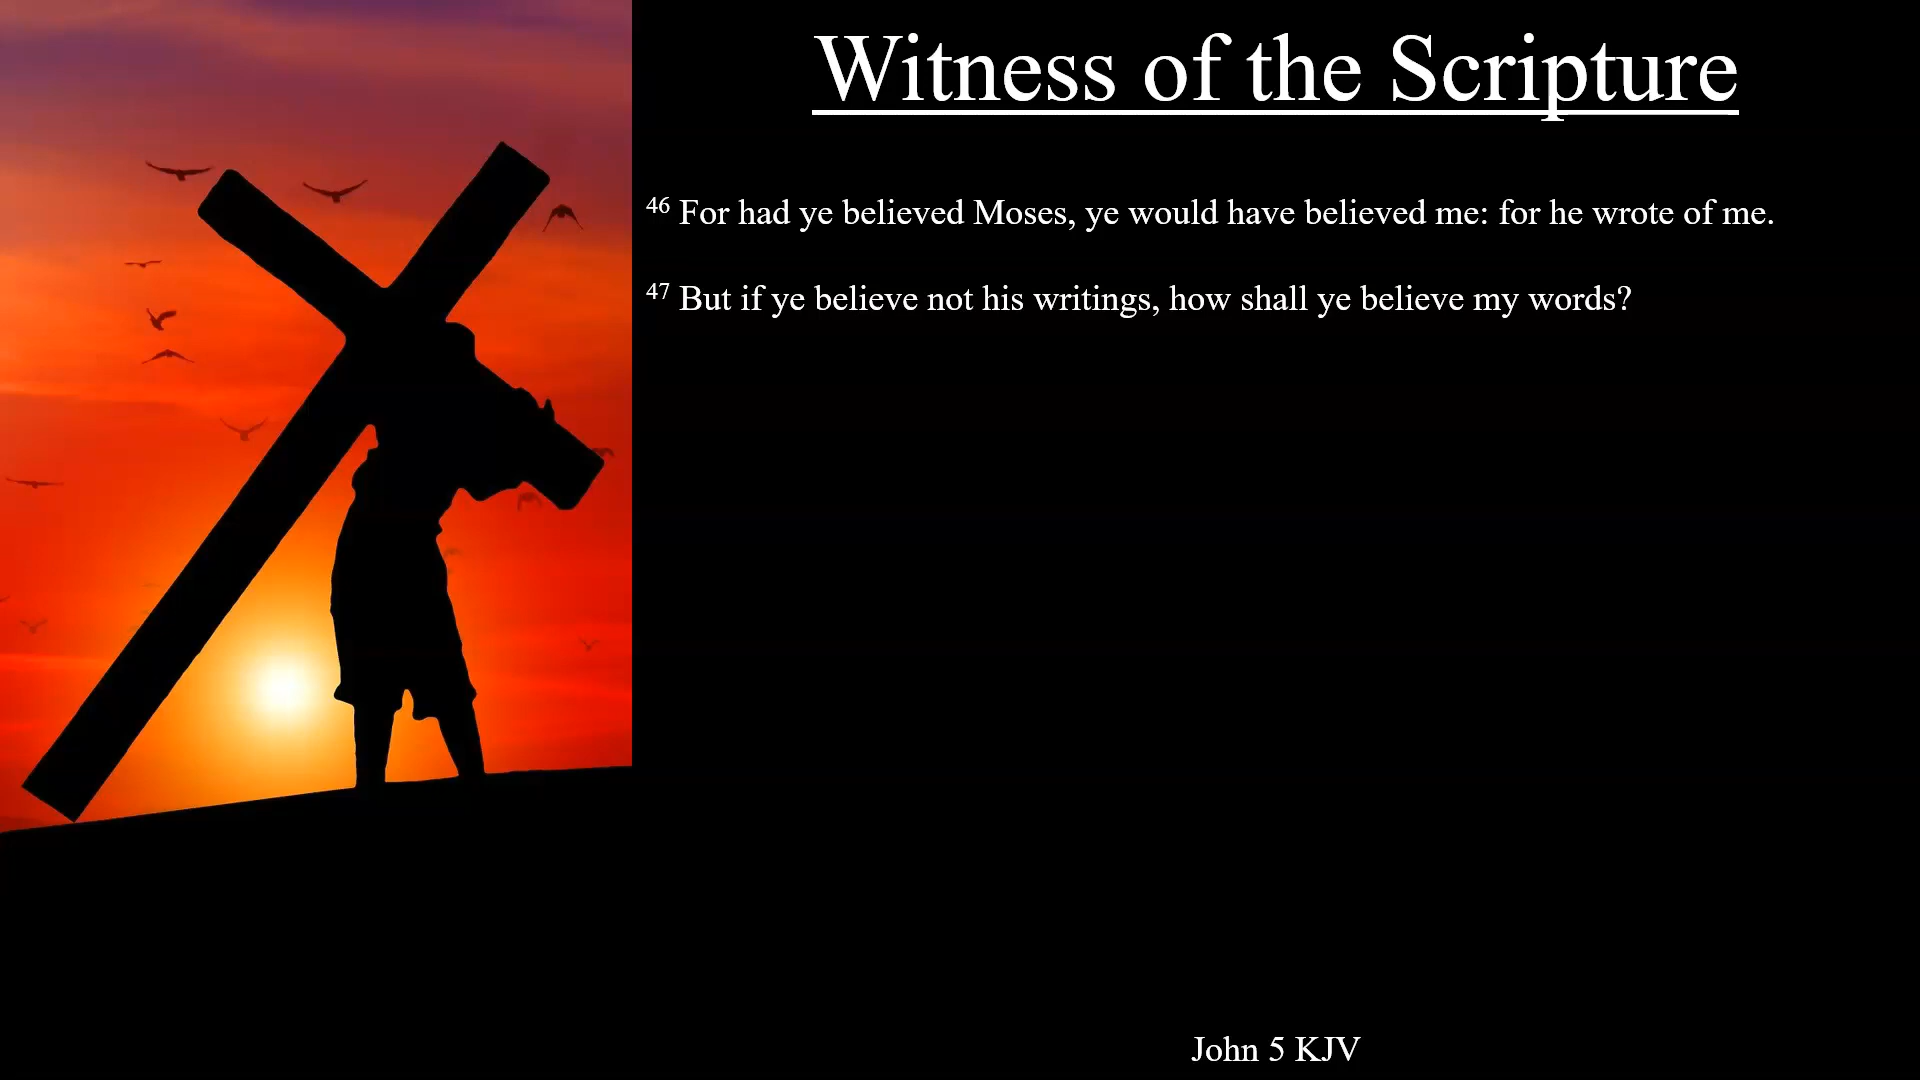 Witness of the Scripture
46 For had ye believed Moses, ye would have believed me: for he wrote of me.
47 But if ye believe not his writings, how shall ye believe my words?
John 5 KJV